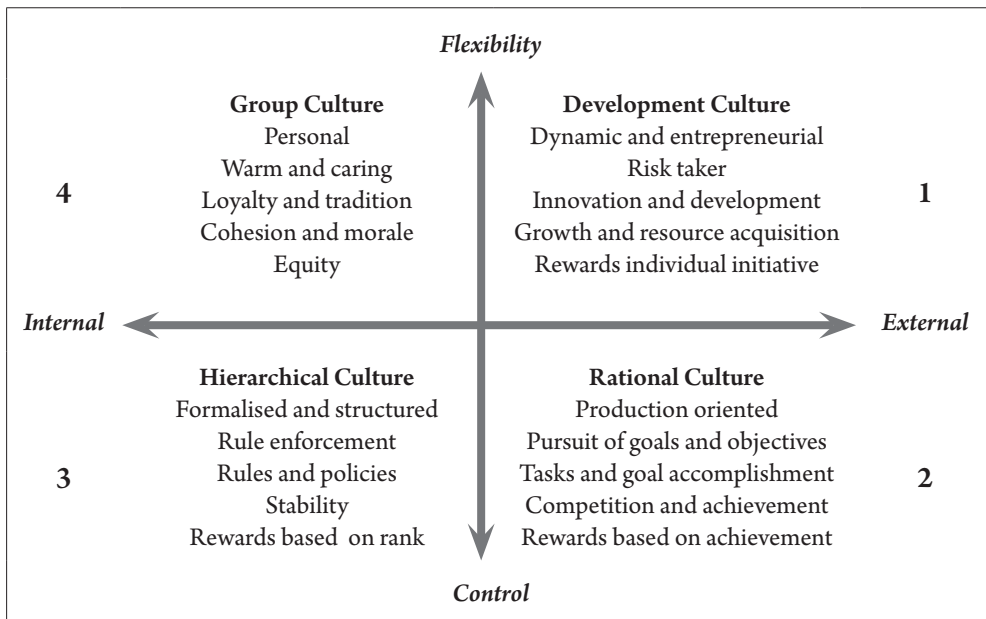 Flexibility
Group Culture
Personal
Warm and caring
Loyalty and tradition
Cohesion and morale
Equity
4
Development Culture
Dynamic and entrepreneurial
Risk taker
Innovation and development
Growth and resource acquisition
Rewards individual initiative
1
Internal
External
Hierarchical Culture
Formalised and structured
Rule enforcement
Rules and policies
Stability
Rewards based on rank
3
Rational Culture
Production oriented
Pursuit of goals and objectives
Tasks and goal accomplishment
Competition and achievement
Rewards based on achievement
2
Control